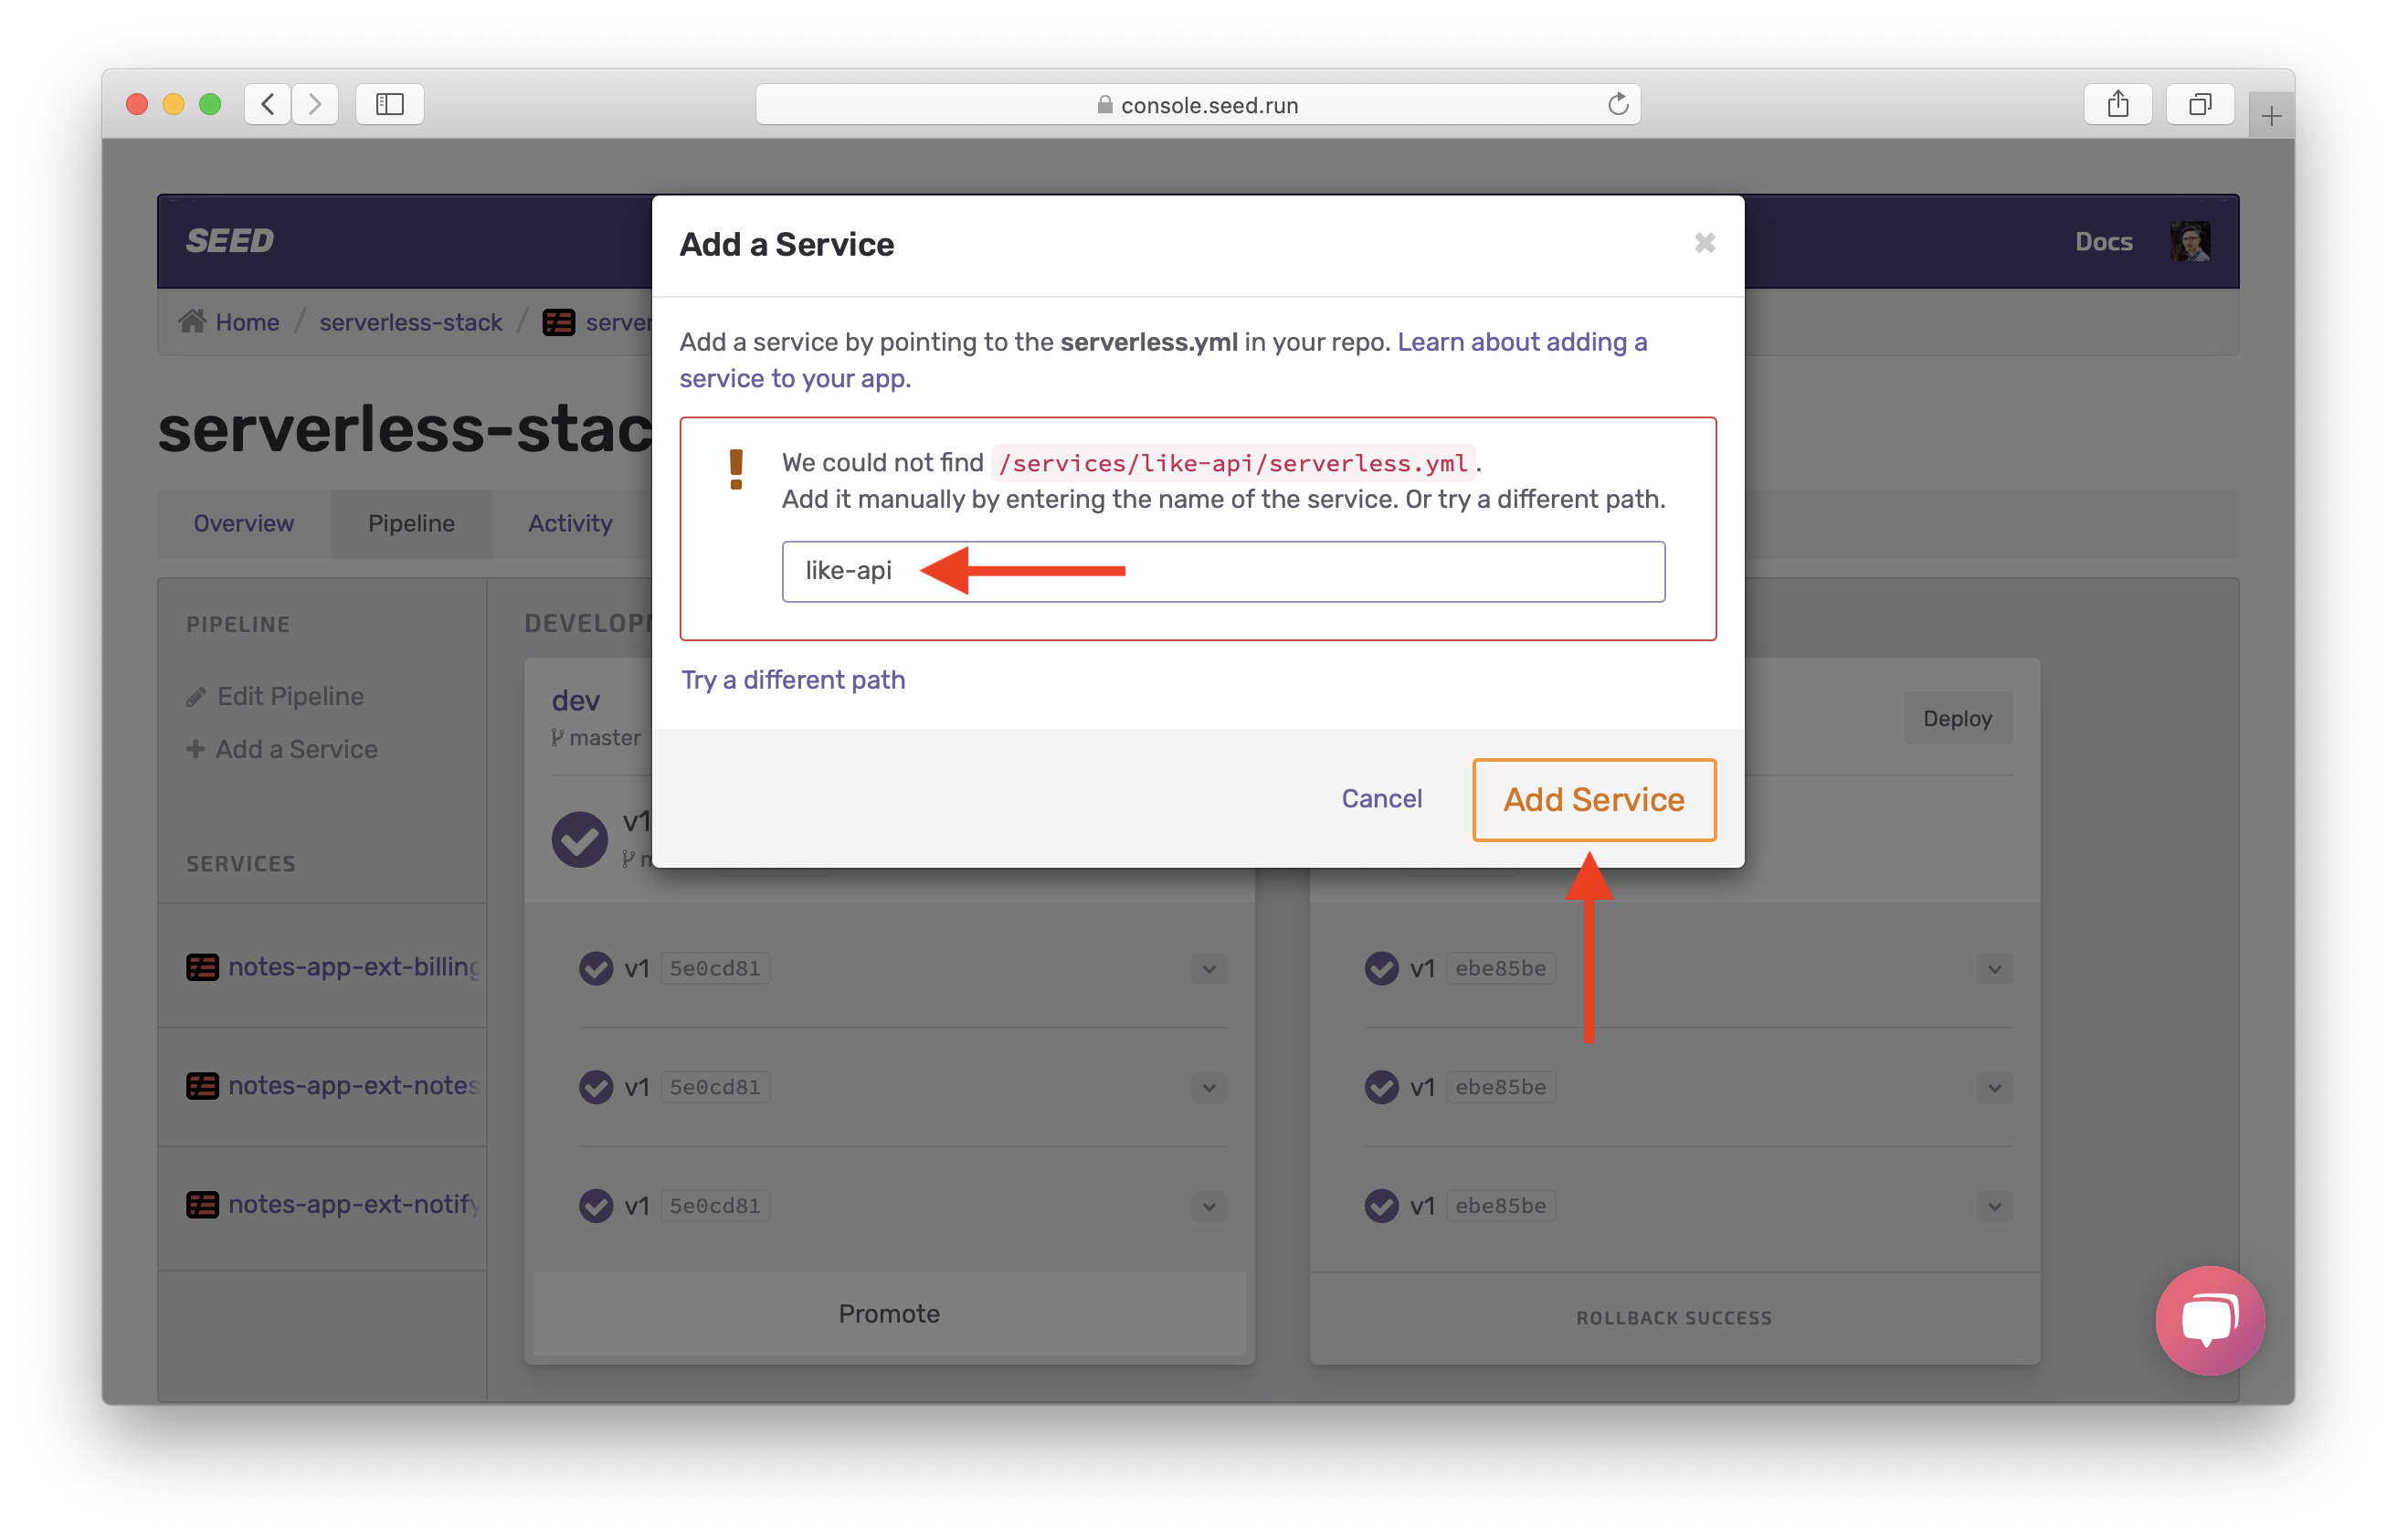 console.seed.run
SEED
Docs
Home / serverless-stack /
serverless-stac
Overview
Pipeline
Activity
Add a Service
Add a service by pointing to the serverless.yml in your repo. Learn about adding a
service to your app.
We could not find /services/like-api/serverless.yml.
Add it manually by entering the name of the service. Or try a different path.
like-api
Try a different path
Cancel
Add Service
PIPELINE
Edit Pipeline
Add a Service
SERVICES
notes-app-ext-billing
notes-app-ext-notes
notes-app-ext-notify
dev
master
v1
v1 5e0cd81
v1 5e0cd81
v1 5e0cd81
Promote
Deploy
v1 ebe85be
v1 ebe85be
v1 ebe85be
ROLLBACK SUCCESS